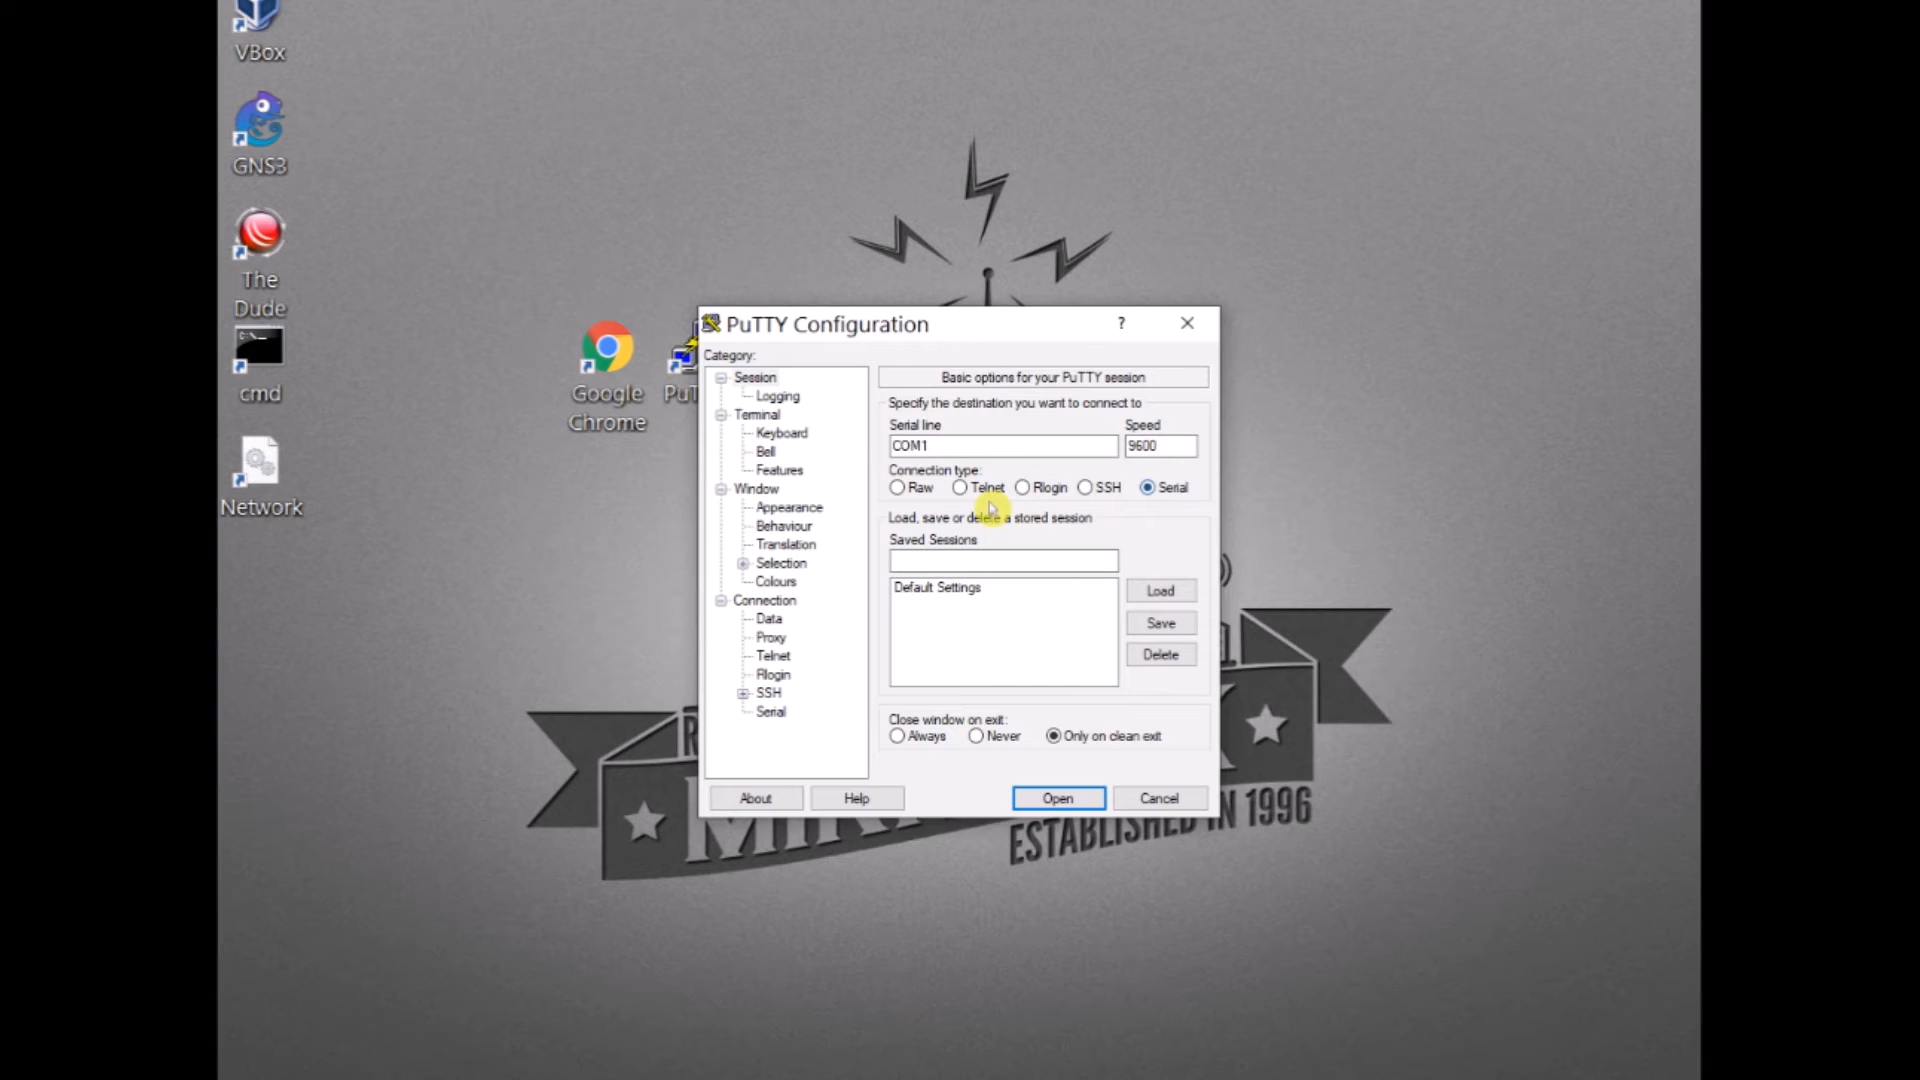 VBox
GNS3
The
Dude
cmd
Network
Google
Chrome
PuTTY Configuration
?
Category:
Session
Logging
Terminal
Keyboard
Bell
Features
Window
Appearance
Behaviour
Translation
Selection
Colours
Connection
Data
Proxy
Telnet
Rlogin
SSH
Serial
Basic options for your PuTTY session
Specify the destination you want to connect to
Serial line Speed
COM1 9600
Connection type:
Raw Telnet Rlogin SSH Serial
Load, save or delete a stored session
Saved Sessions
Default Settings
Load
Save
Delete
Close window on exit:
Always Never Only on clean exit
About Help Open Cancel
ESTABLISHED IN 1996